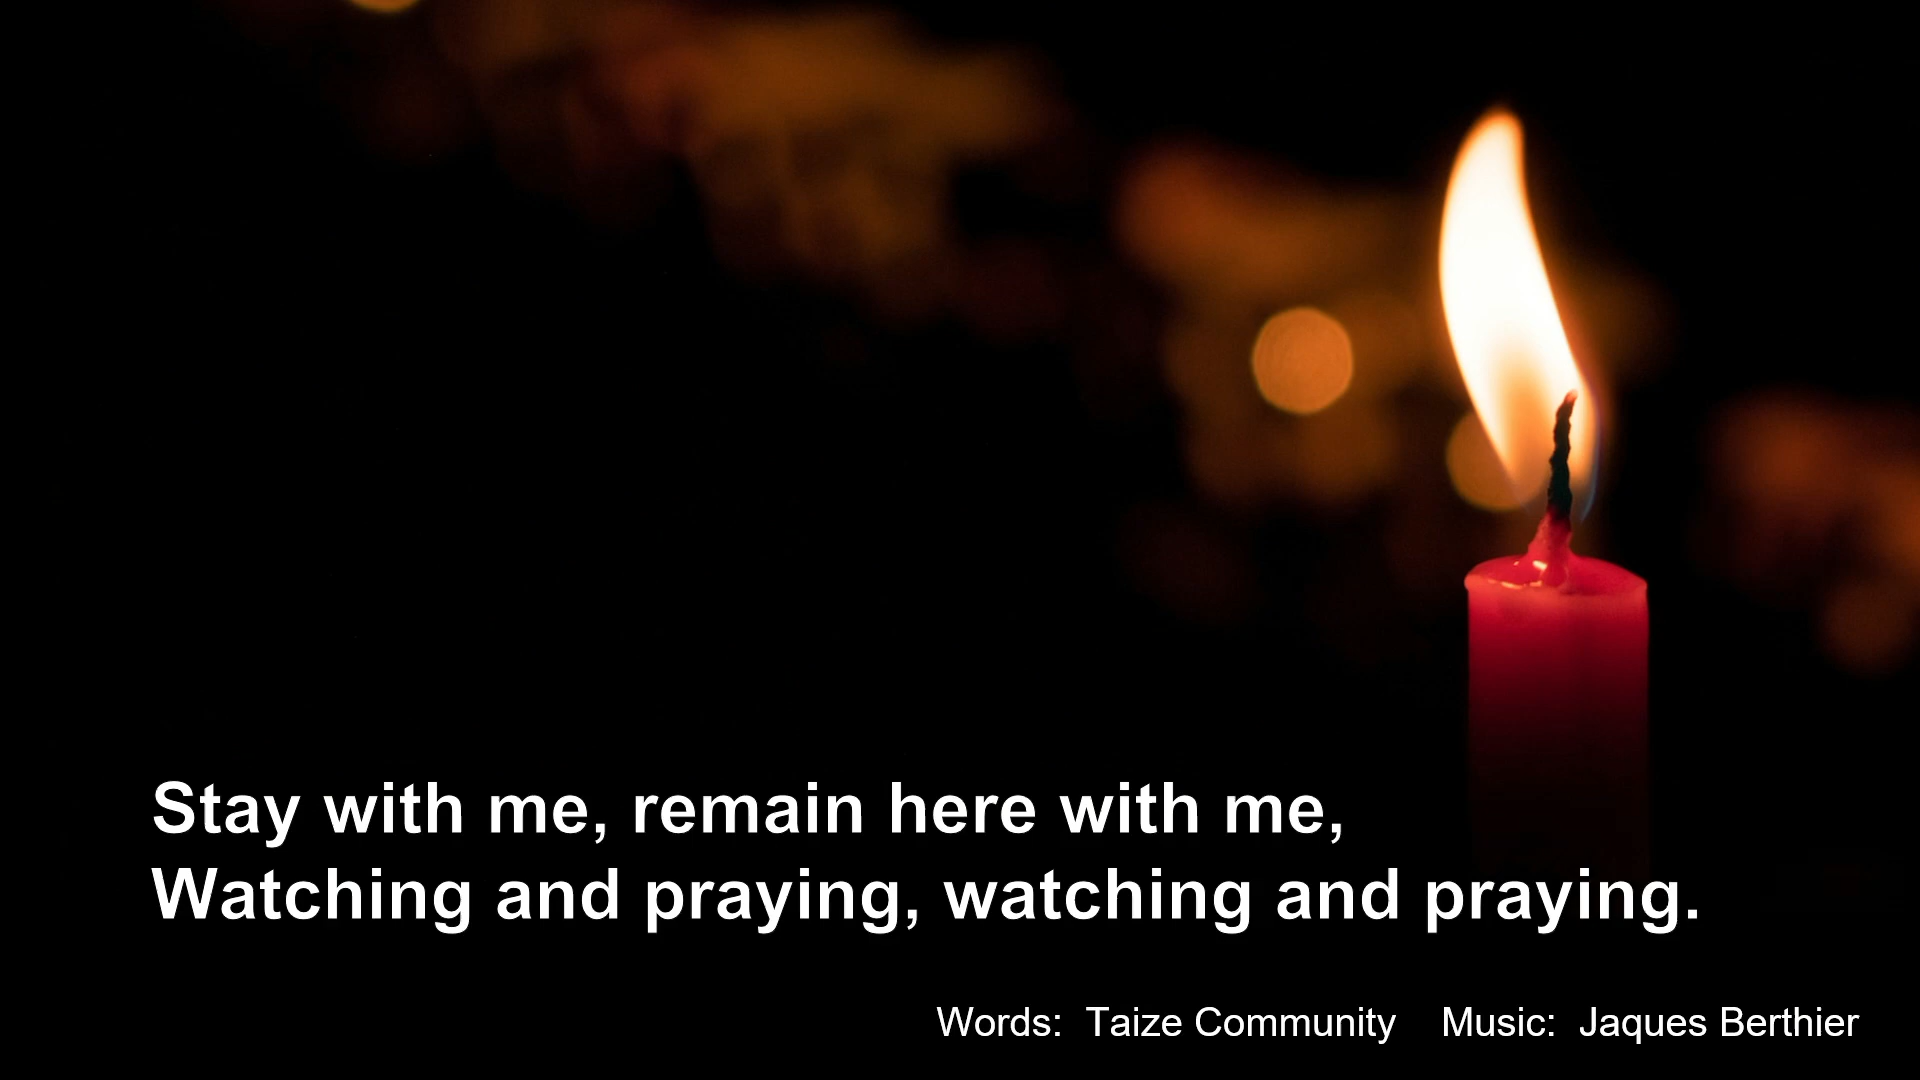 Stay with me, remain here with me,
Watching and praying, watching and praying.
Words: Taize Community Music: Jaques Berthier